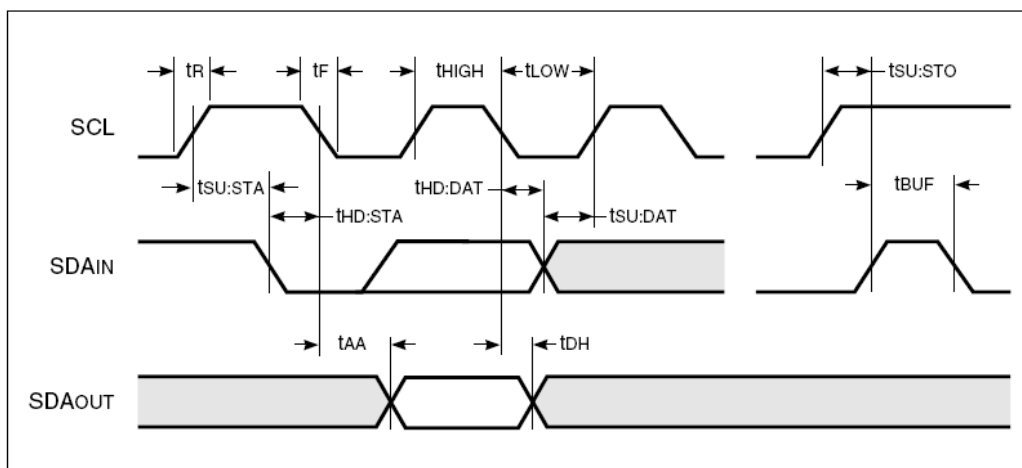 tR tF tHIGH tLOW tSU:STO
SCL
tSU:STA tHD:STA tHD:DAT tSU:DAT tBUF
SDAIN
tAA tDH
SDAOUT